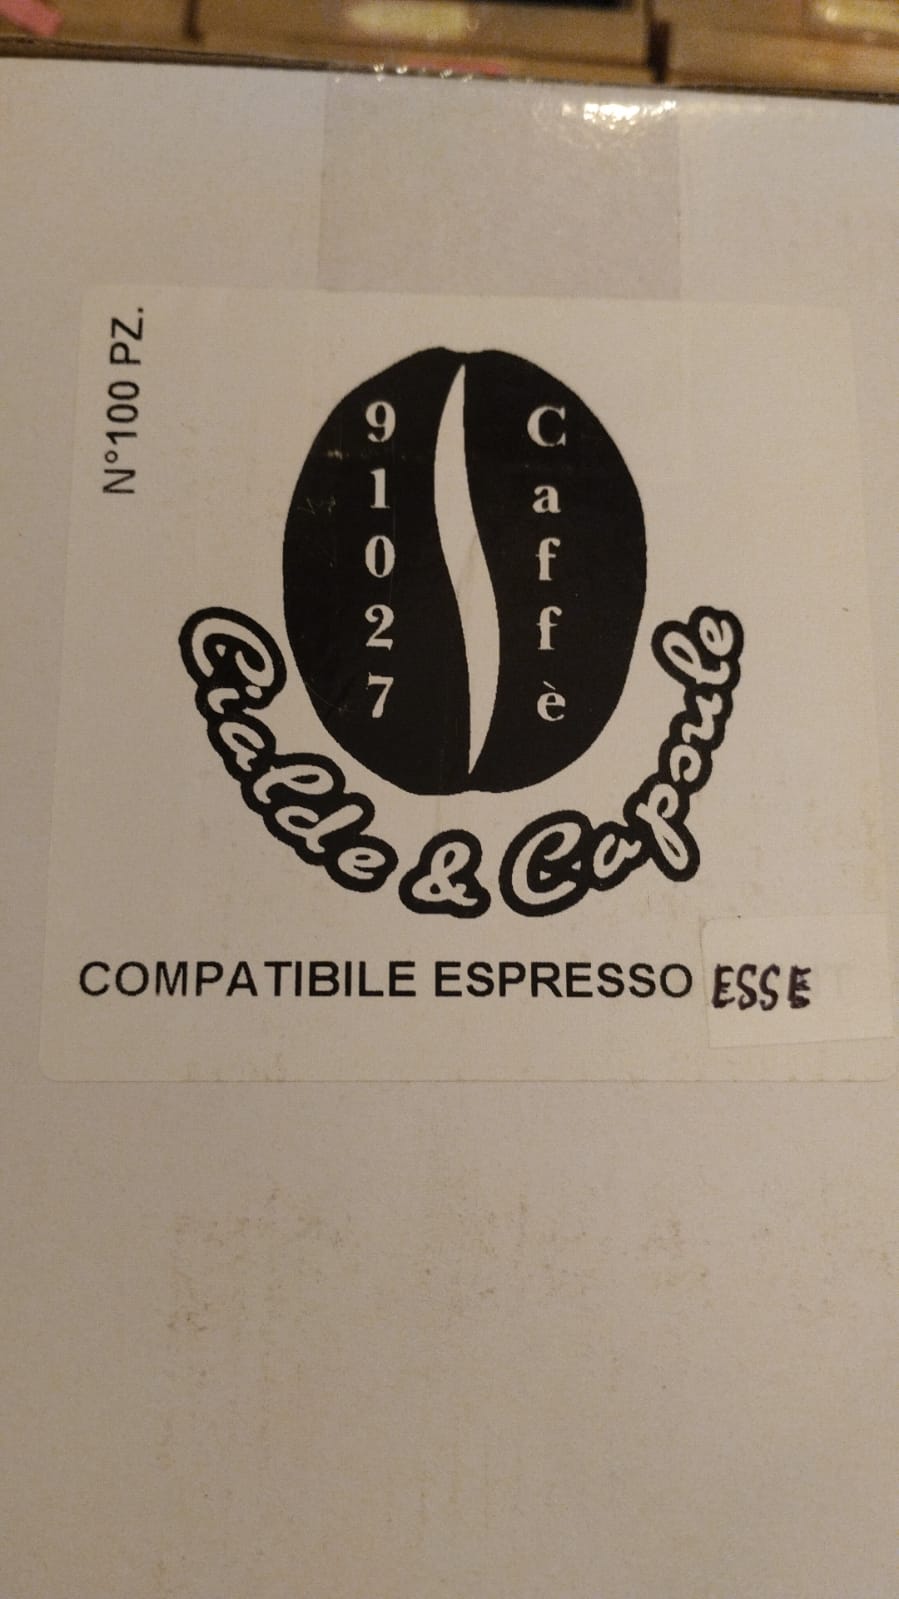 N°100 PZ.
91027
Caffè
Cialde & Capsule
COMPATIBILE ESPRESSO ESSE